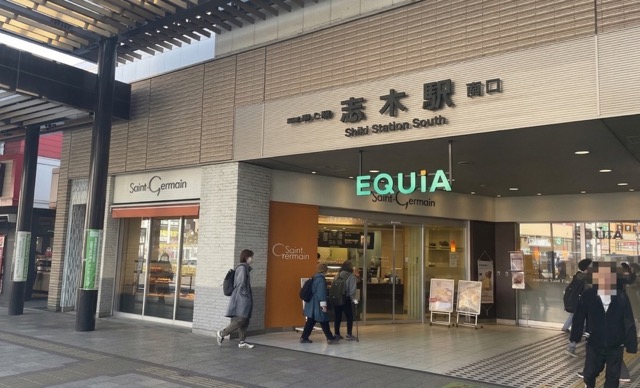 志木駅 南口
Shiki Station South
EQUiA
Saint-Germain
Saint-Germain
Saint
Germain